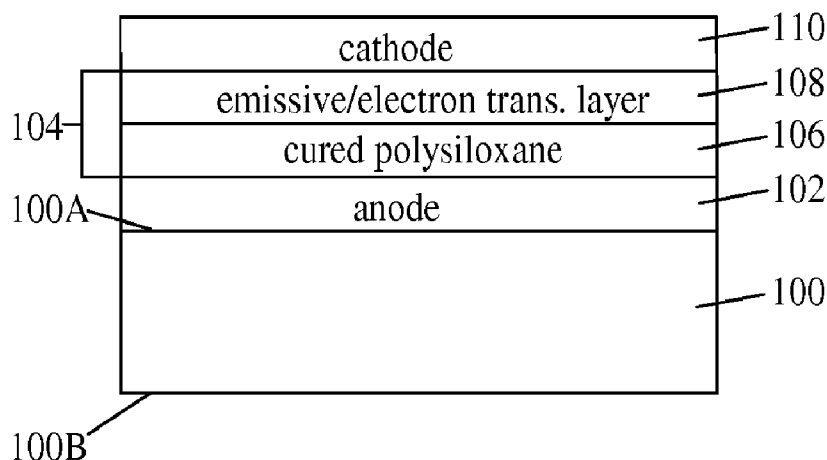 cathode
110
108
emissive/electron trans. layer
104
106
cured polysiloxane
102
100A
anode
100
100B